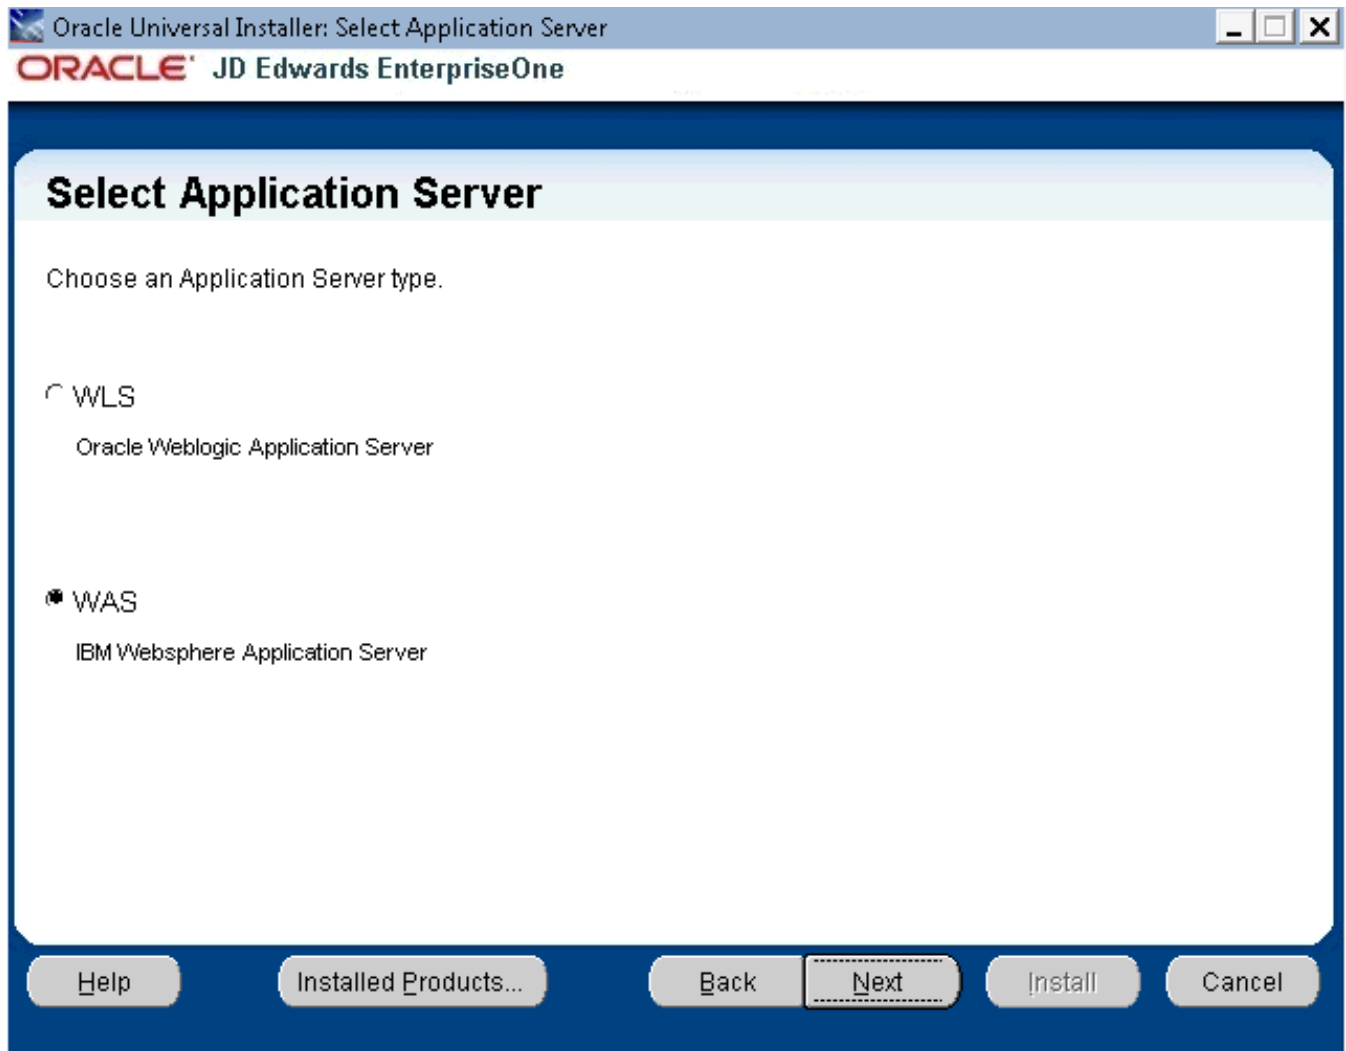 Oracle Universal Installer: Select Application Server
ORACLE JD Edwards EnterpriseOne
Select Application Server
Choose an Application Server type.
WLS
Oracle Weblogic Application Server
WAS
IBM Websphere Application Server
Help Installed Products... Back Next Install Cancel